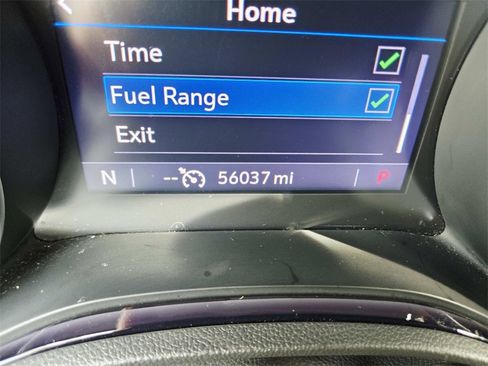 Home
Time
Fuel Range
Exit
N -- 56037 mi P